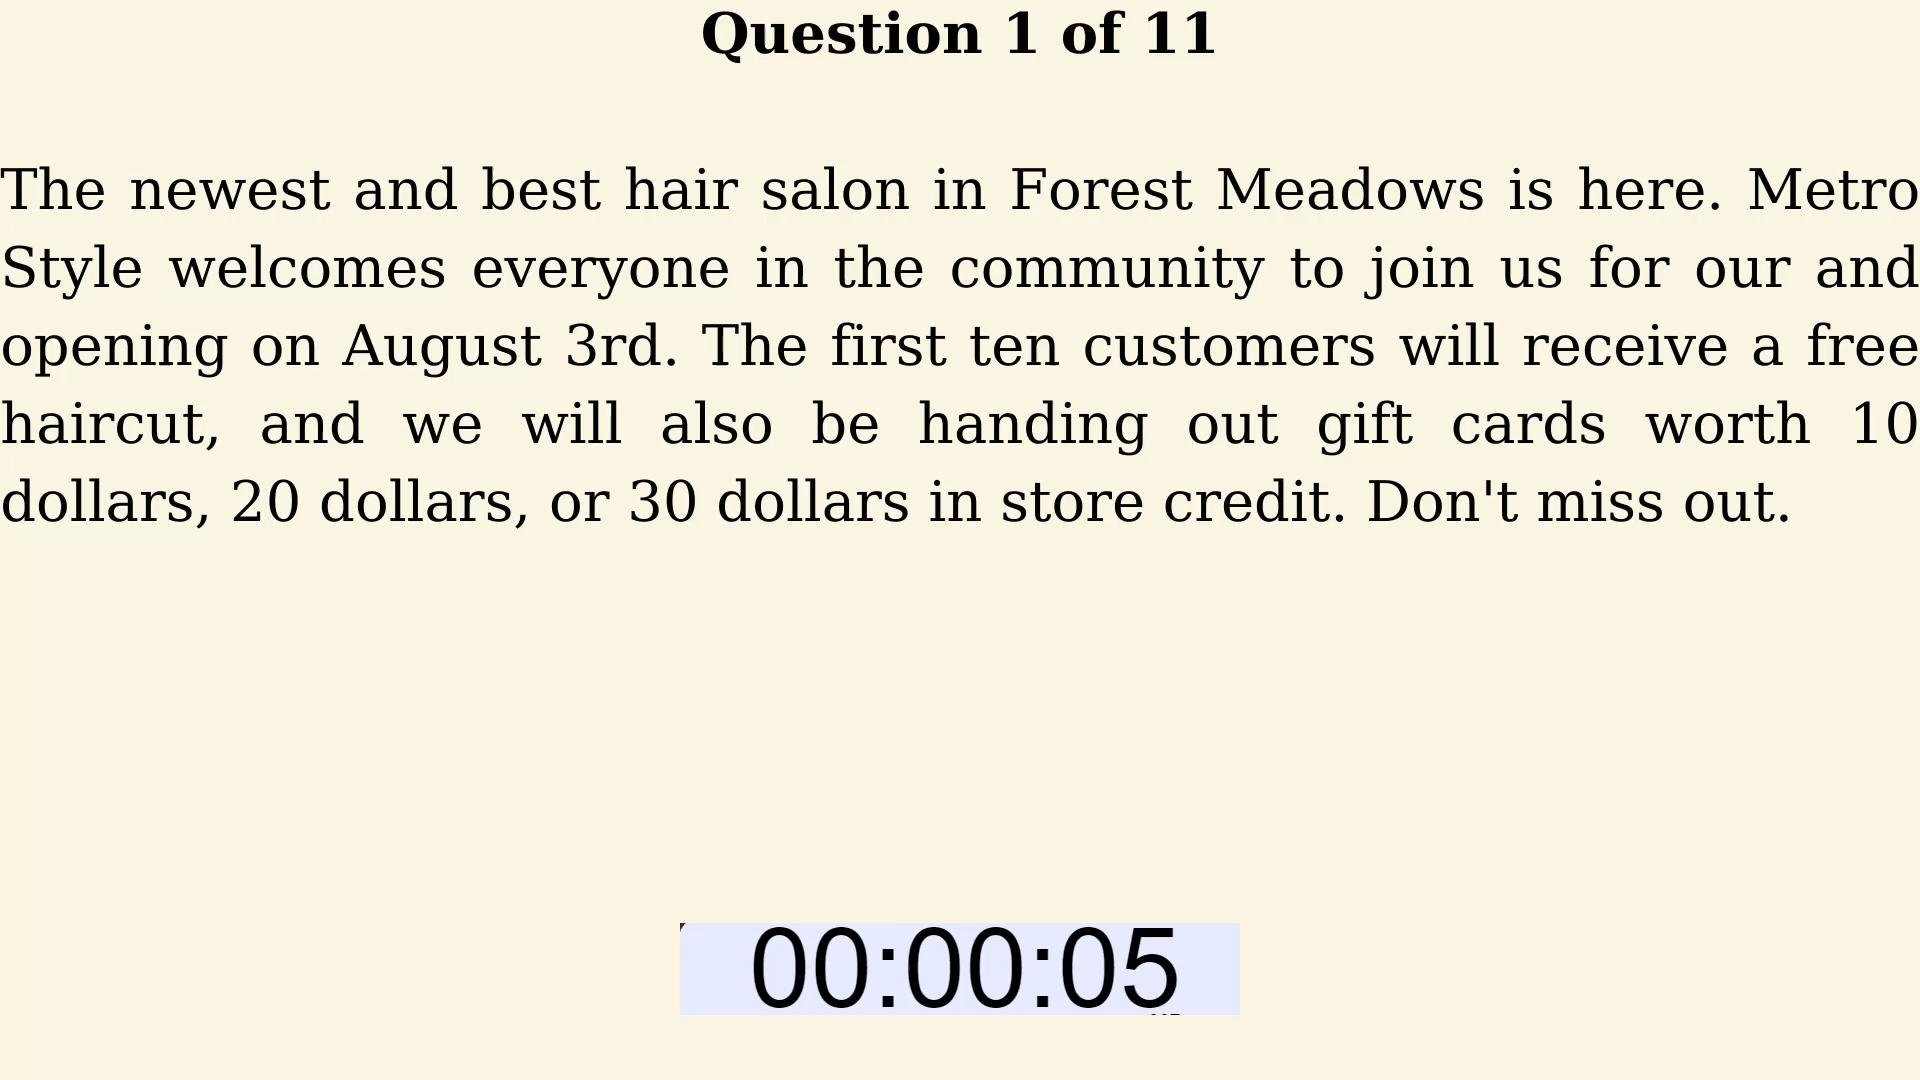 Question 1 of 11
The newest and best hair salon in Forest Meadows is here. Metro
Style welcomes everyone in the community to join us for our and
opening on August 3rd. The first ten customers will receive a free
haircut, and we will also be handing out gift cards worth 10
dollars, 20 dollars, or 30 dollars in store credit. Don't miss out.
00:00:05